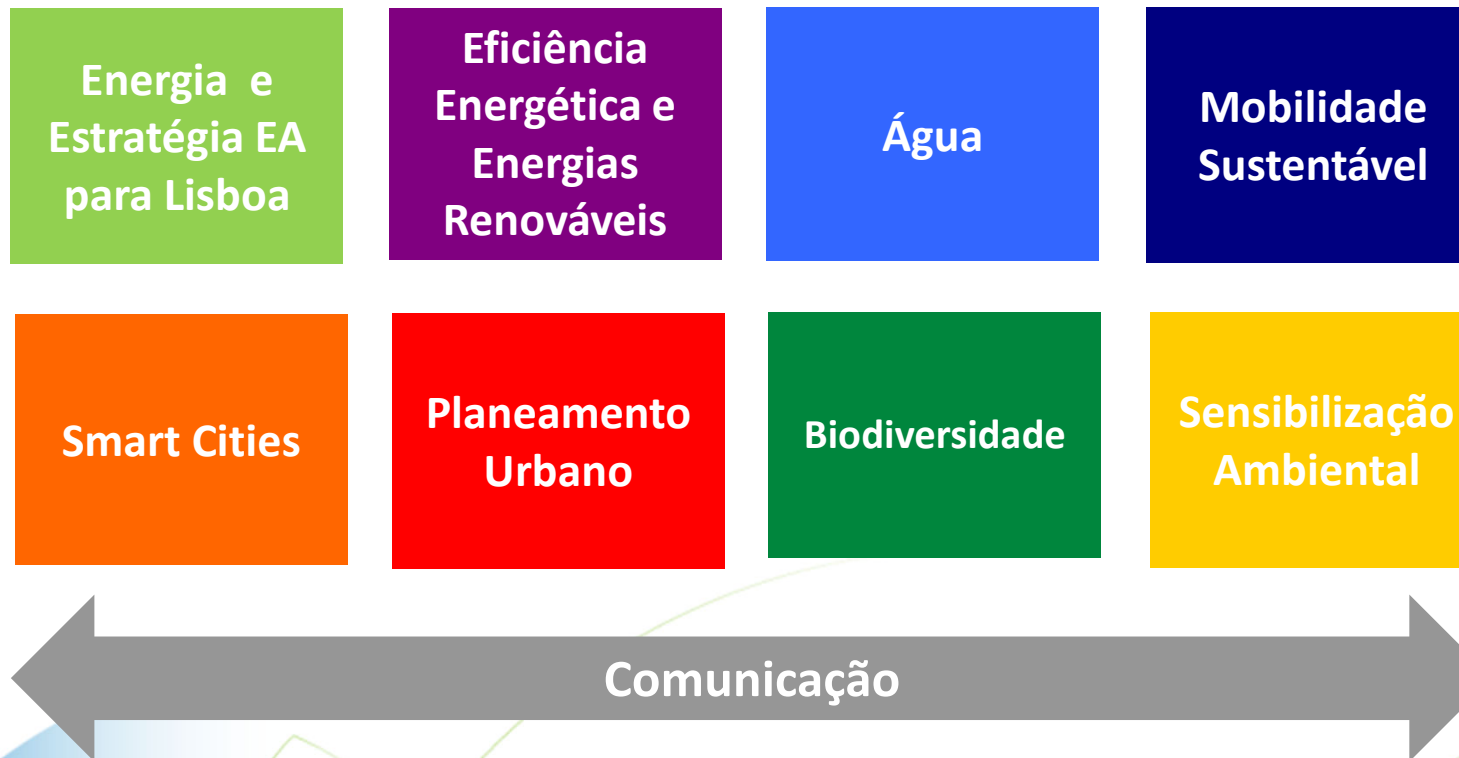 Energia e
Estratégia EA
para Lisboa
Eficiência
Energética e
Energias
Renováveis
Água
Mobilidade
Sustentável
Smart Cities
Planeamento
Urbano
Biodiversidade
Sensibilização
Ambiental
Comunicação